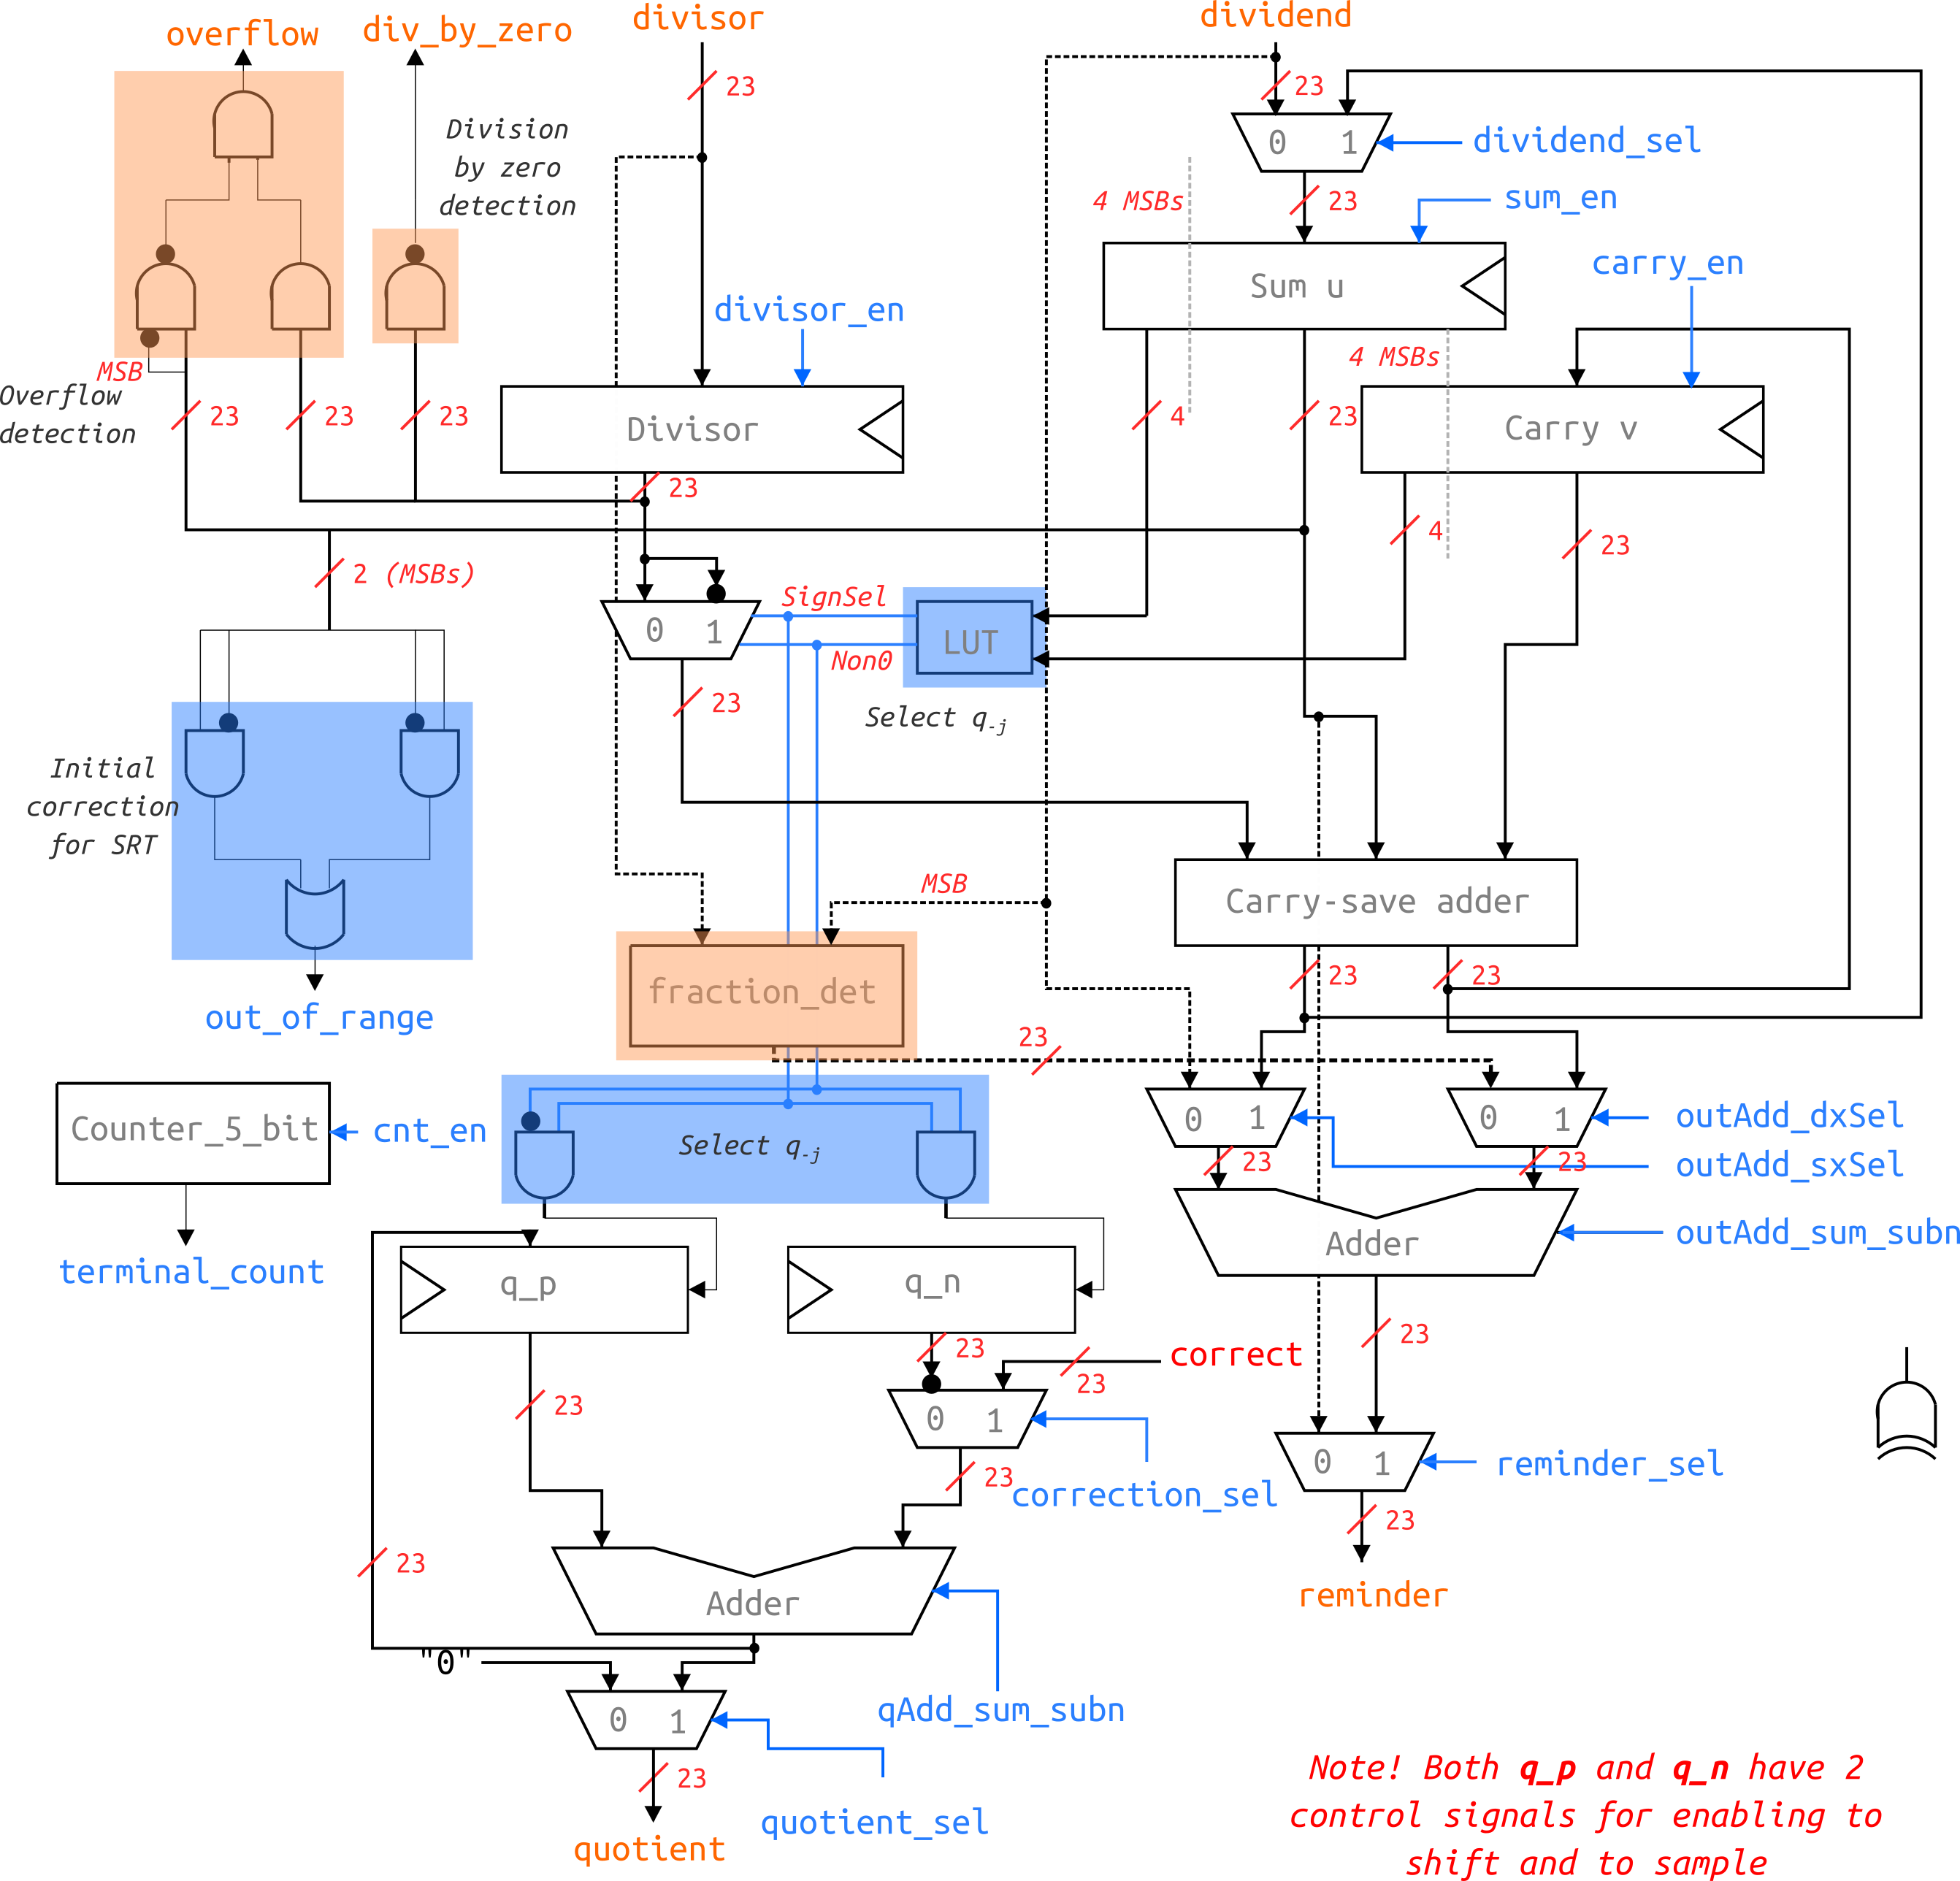 overflow
div_by_zero
divisor
dividend
23
23
Division
by zero
detection
0 1
dividend_sel
4 MSBs
23
sum_en
Sum u
carry_en
divisor_en
4 MSBs
MSB
Overflow
detection
23
23
23
Divisor
4
23
Carry v
23
4
23
2 (MSBs)
SignSel
0 1
LUT
Non0
23
Select q-j
Initial
correction
for SRT
MSB
Carry-save adder
fraction_det
23
23
out_of_range
23
Counter_5_bit
cnt_en
Select q-j
0 1
0 1
outAdd_dxSel
23
23
outAdd_sxSel
outAdd_sum_subn
Adder
terminal_count
q_p
q_n
23
23
correct
23
23
0 1
0 1
reminder_sel
23
correction_sel
23
23
Adder
reminder
"0"
0 1
qAdd_sum_subn
23
quotient_sel
quotient
Note! Both q_p and q_n have 2
control signals for enabling to
shift and to sample